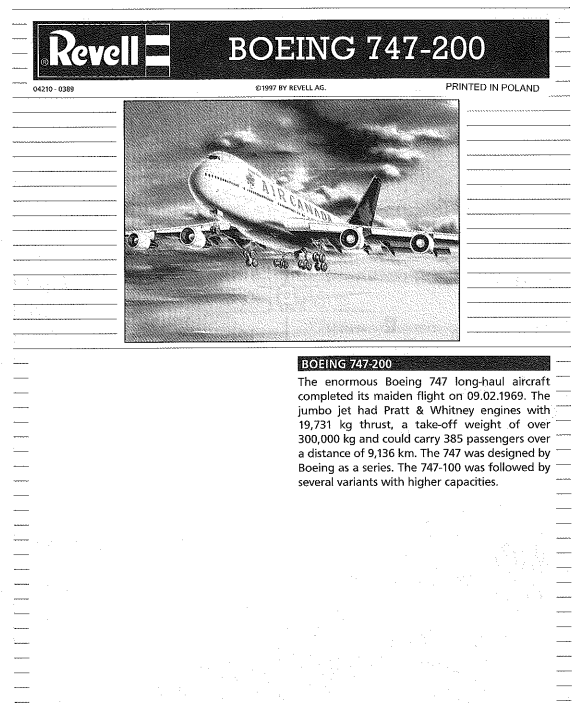 Revell
BOEING 747-200
04210 - 0389
©1997 BY REVELL AG.
PRINTED IN POLAND
AIR CANADA
BOEING 747-200
The enormous Boeing 747 long-haul aircraft
completed its maiden flight on 09.02.1969. The
jumbo jet had Pratt & Whitney engines with
19,731 kg thrust, a take-off weight of over
300,000 kg and could carry 385 passengers over
a distance of 9,136 km. The 747 was designed by
Boeing as a series. The 747-100 was followed by
several variants with higher capacities.